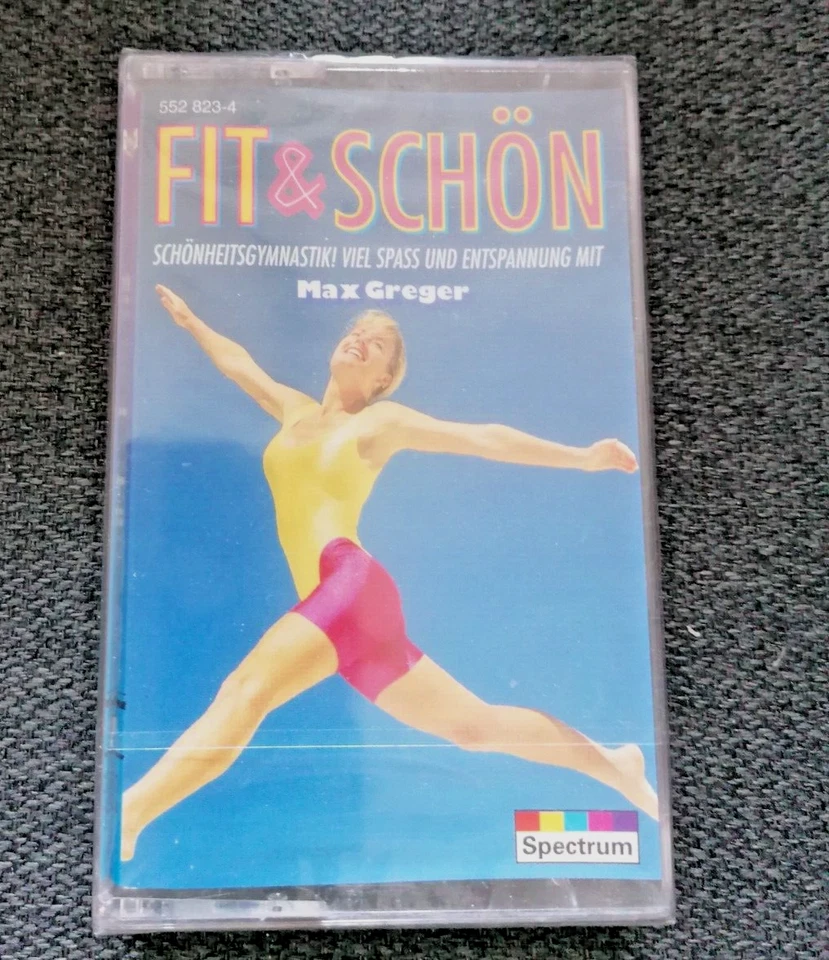 552 823-4
FIT & SCHÖN
SCHÖNHEITSGYMNASTIK! VIEL SPASS UND ENTSPANNUNG MIT
Max Greger
Spectrum